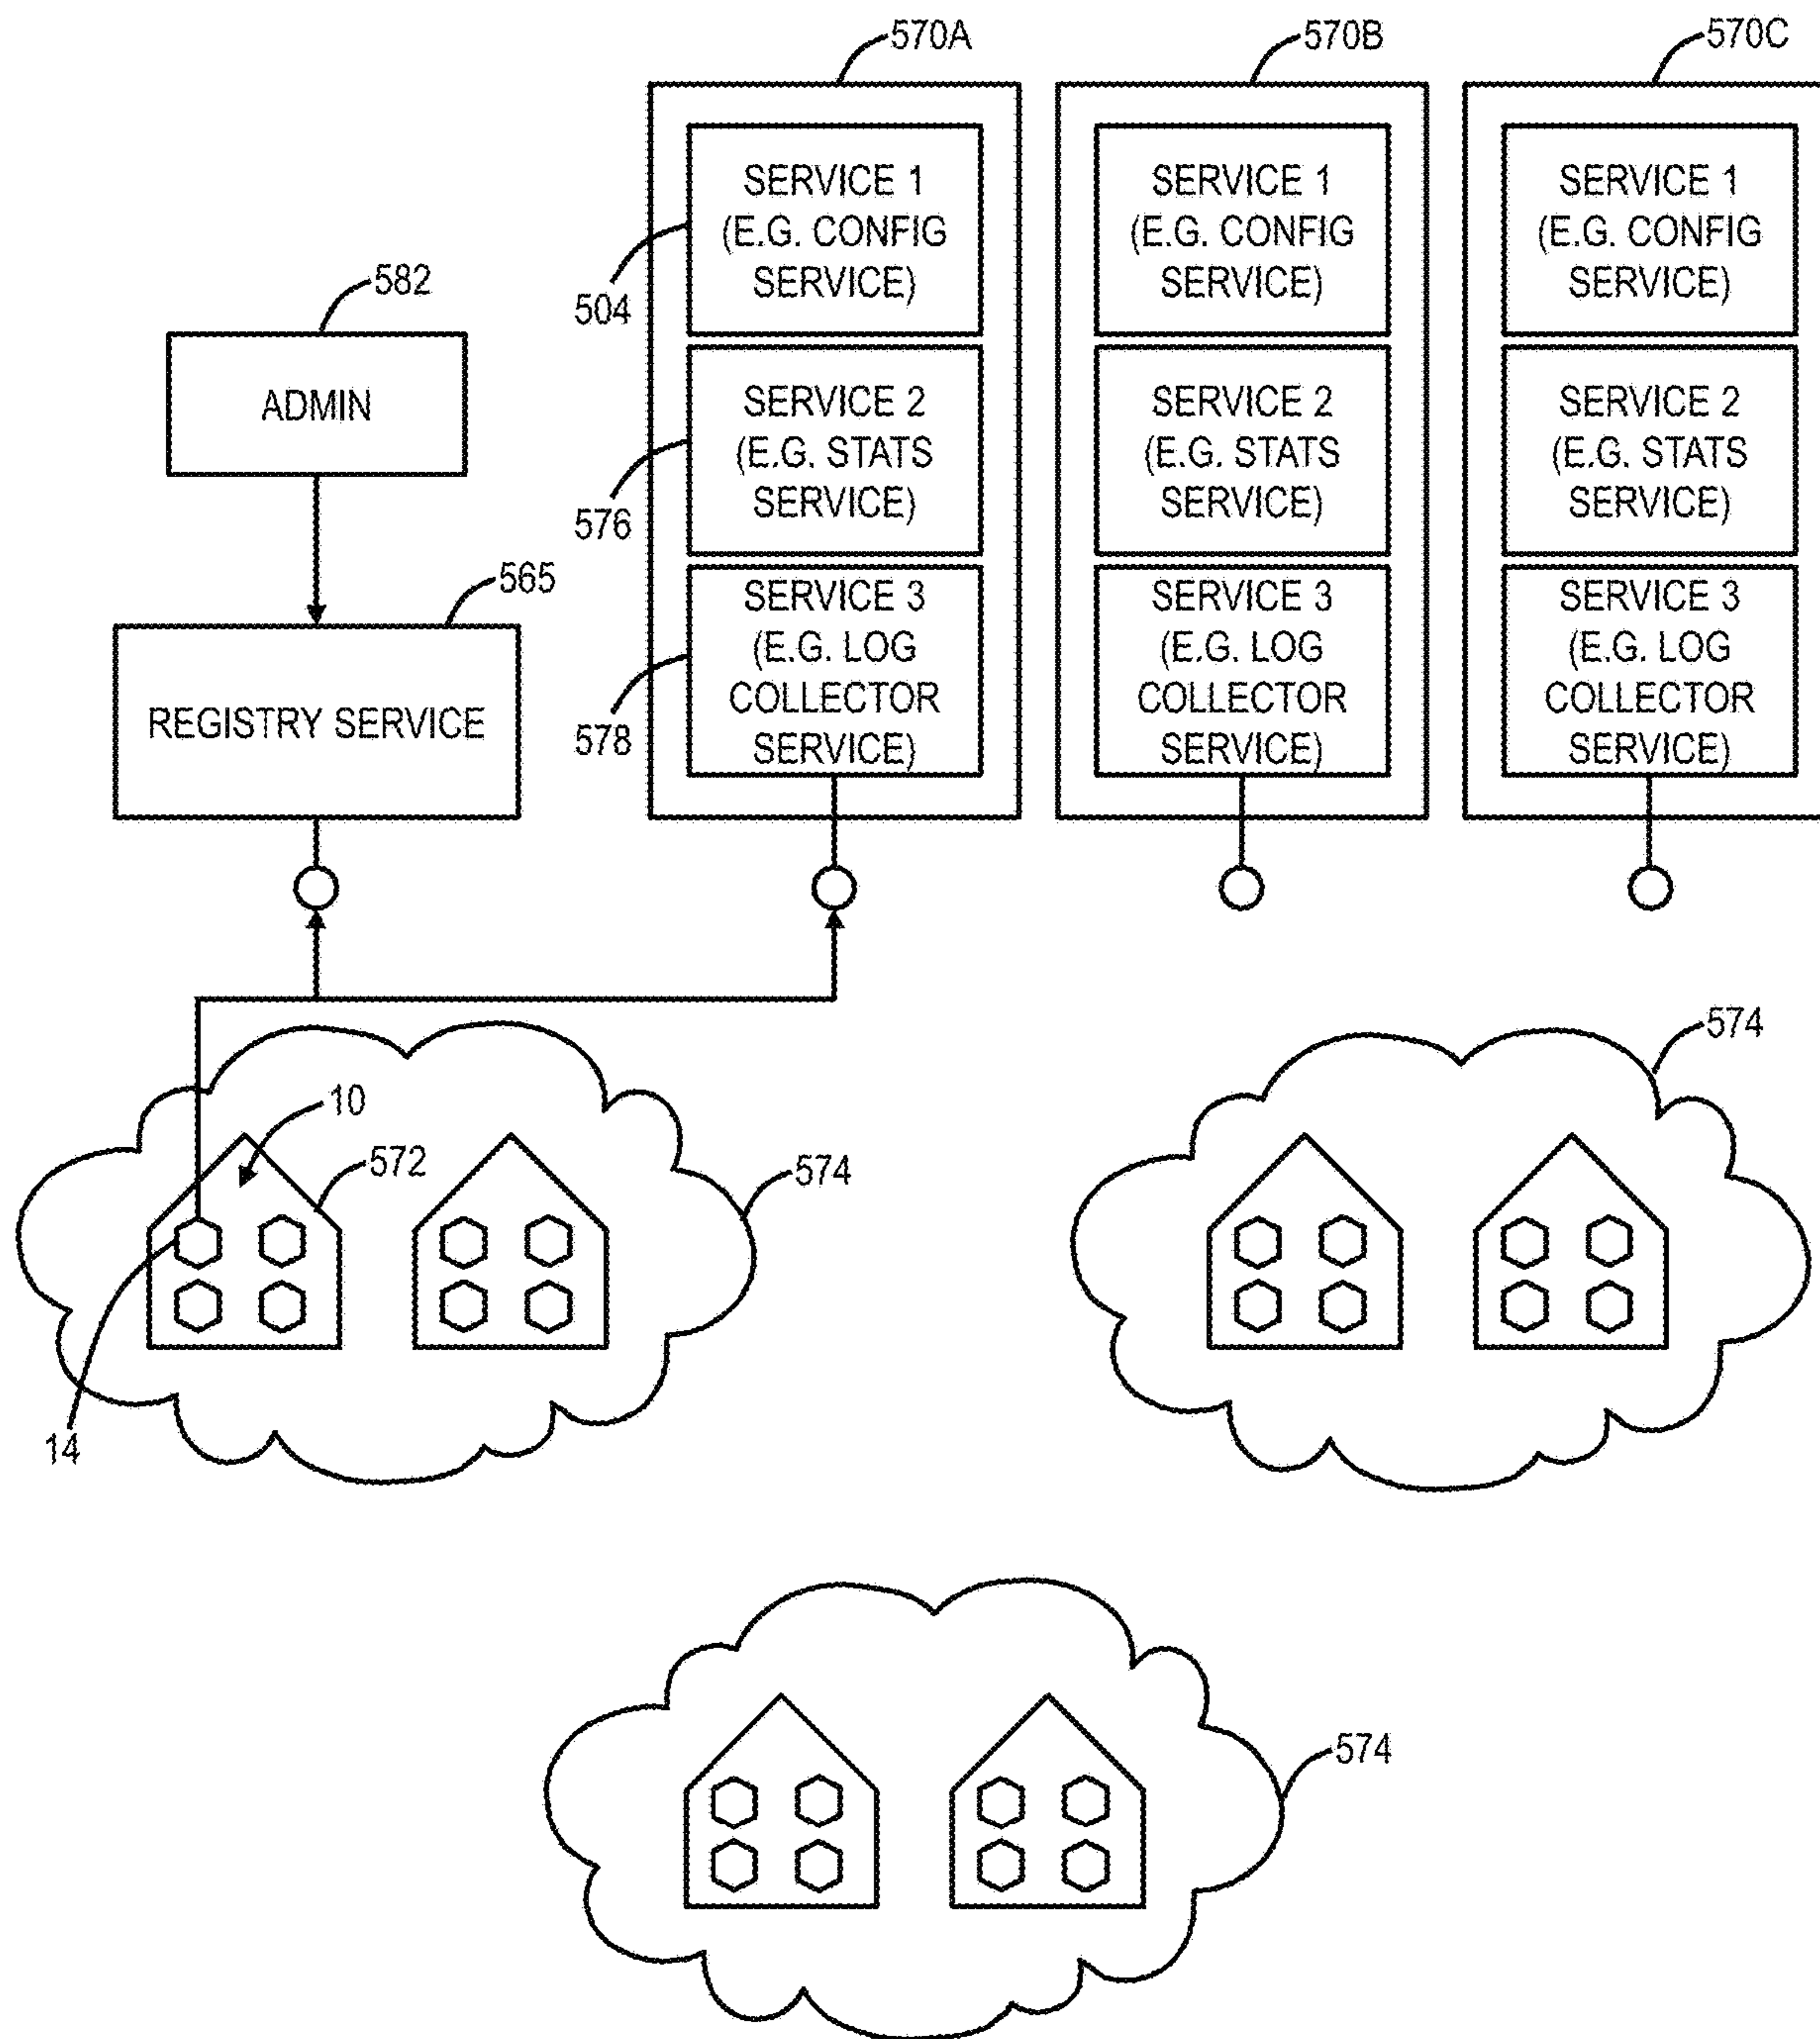 570A
570B
570C
SERVICE 1
(E.G. CONFIG
SERVICE)
SERVICE 1
(E.G. CONFIG
SERVICE)
SERVICE 1
(E.G. CONFIG
SERVICE)
504
582
ADMIN
SERVICE 2
(E.G. STATS
SERVICE)
SERVICE 2
(E.G. STATS
SERVICE)
SERVICE 2
(E.G. STATS
SERVICE)
576
565
REGISTRY SERVICE
SERVICE 3
(E.G. LOG
COLLECTOR
SERVICE)
SERVICE 3
(E.G. LOG
COLLECTOR
SERVICE)
SERVICE 3
(E.G. LOG
COLLECTOR
SERVICE)
578
574
10
572
574
14
574